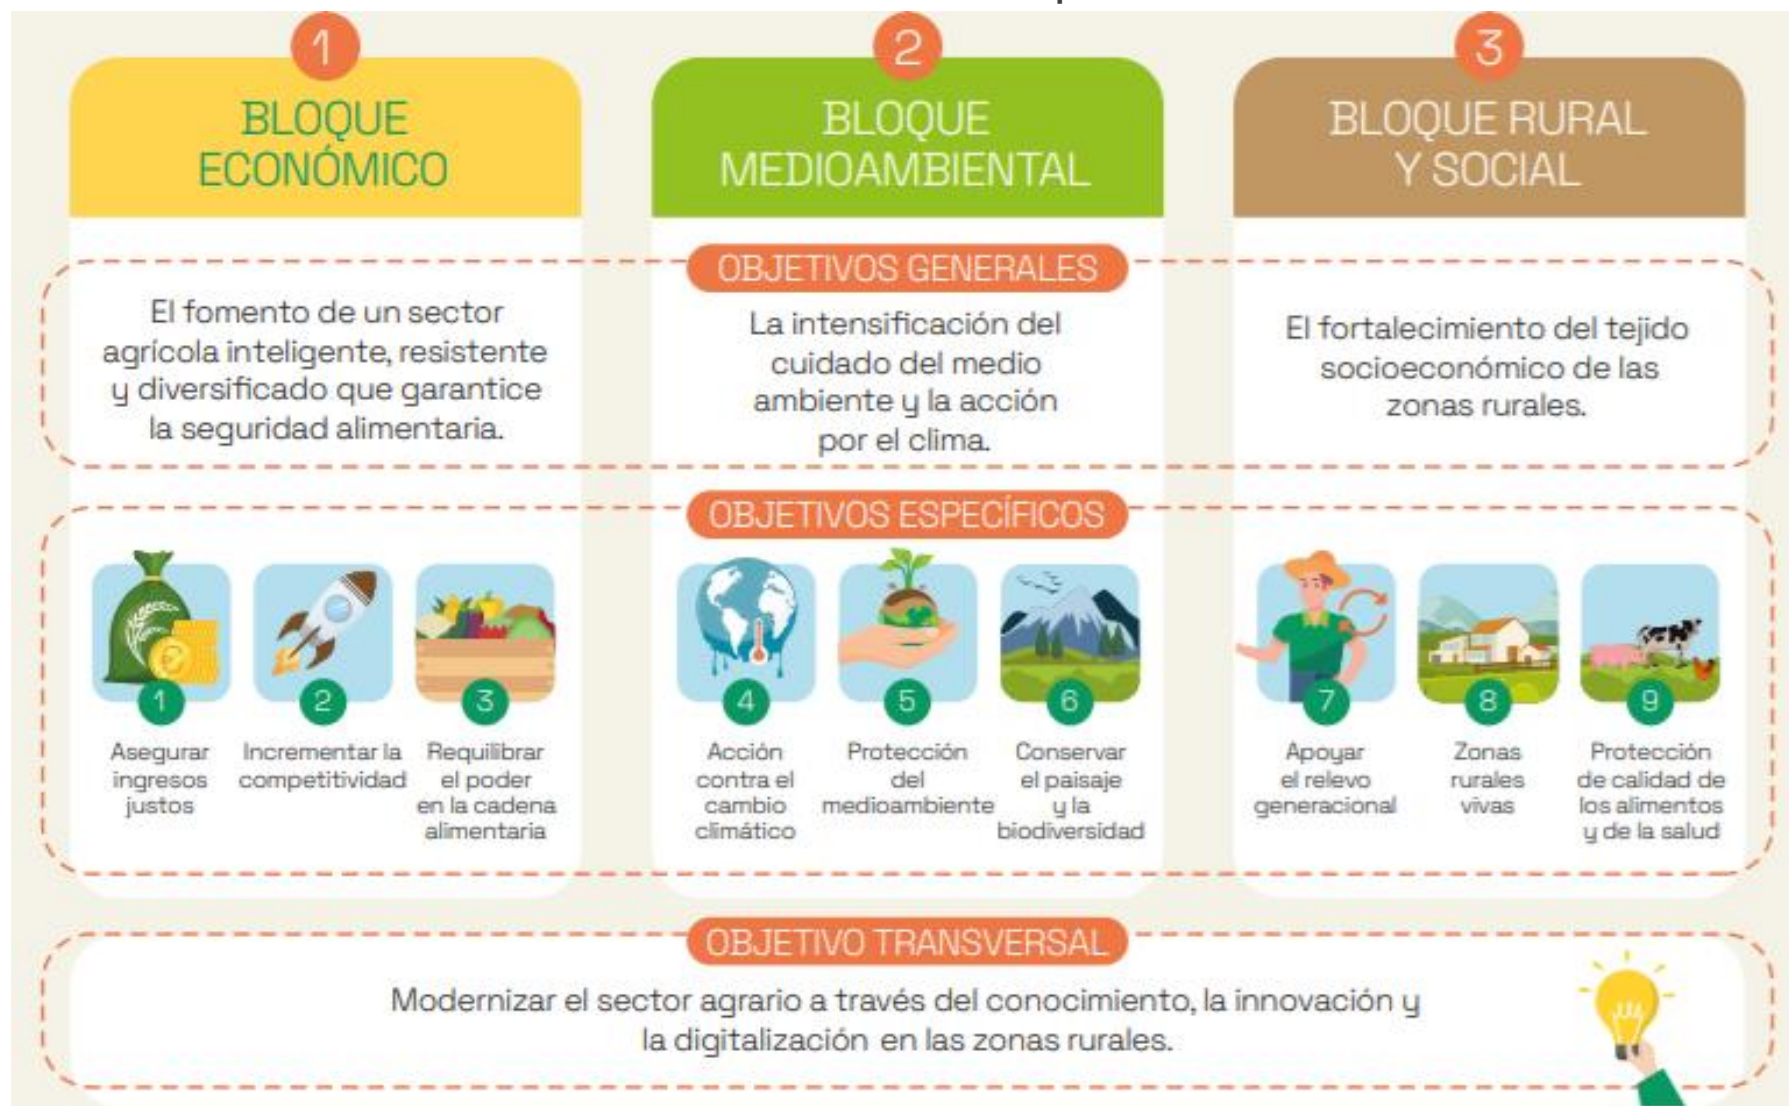 1
BLOQUE
ECONÓMICO
2
BLOQUE
MEDIOAMBIENTAL
3
BLOQUE RURAL
Y SOCIAL
OBJETIVOS GENERALES
El fomento de un sector
agrícola inteligente, resistente
y diversificado que garantice
la seguridad alimentaria.
La intensificación del
cuidado del medio
ambiente y la acción
por el clima.
El fortalecimiento del tejido
socioeconómico de las
zonas rurales.
OBJETIVOS ESPECÍFICOS
1
Asegurar
ingresos
justos
2
Incrementar la
competitividad
3
Requilibrar
el poder
en la cadena
alimentaria
4
Acción
contra el
cambio
climático
5
Protección
del
medioambiente
6
Conservar
el paisaje
y la
biodiversidad
7
Apoyar
el relevo
generacional
8
Zonas
rurales
vivas
9
Protección
de calidad de
los alimentos
y de la salud
OBJETIVO TRANSVERSAL
Modernizar el sector agrario a través del conocimiento, la innovación y
la digitalización en las zonas rurales.